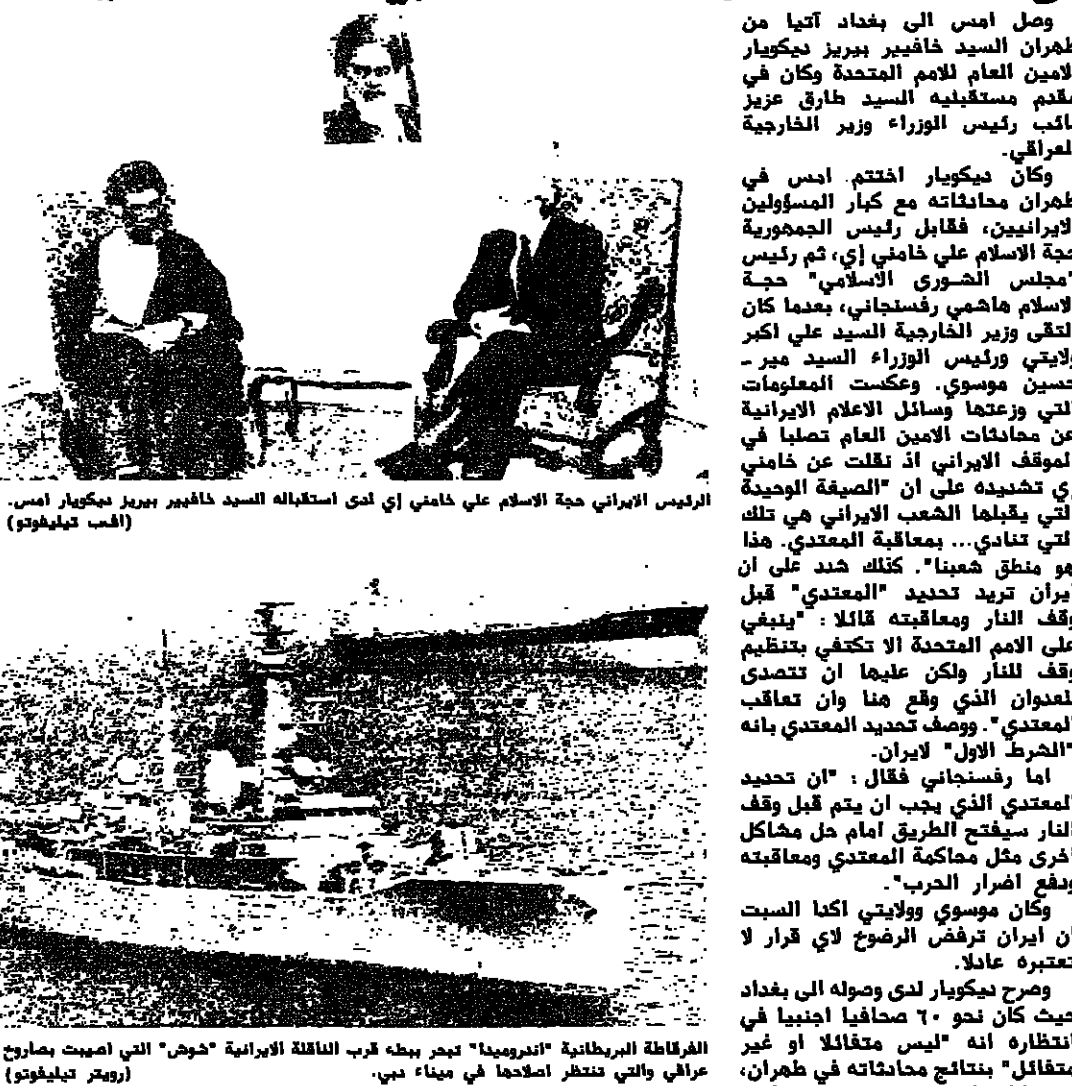 وصل امس الى بغداد آتيا من
طهران السيد خافيير بيريز ديكويار
لامين العام للامم المتحدة وكان في
مقدم مستقبليه السيد طارق عزيز
نائب رئيس الوزراء وزير الخارجية
لعراقي.
وكان ديكويار اختتم امس في
طهران محادثاته مع كبار المسؤولين
لايرانيين، فقابل رئيس الجمهورية
حجة الاسلام علي خامني إي، ثم رئيس
"مجلس الشورى الاسلامي" حجة
لاسلام هاشمي رفسنجاني، بعدما كان
لتقى وزير الخارجية السيد علي اكبر
ولايتي ورئيس الوزراء السيد مير ـ
حسين موسوي. وعكست المعلومات
التي وزعتها وسائل الاعلام الايرانية
عن محادثات الامين العام تصلبا في
لموقف الايراني اذ نقلت عن خامني
إي تشديده على ان "الصيغة الوحيدة
التي يقبلها الشعب الايراني هي تلك
التي تنادي... بمعاقبة المعتدي. هذا
هو منطق شعبنا". كذلك شدد على ان
ايران تريد تحديد "المعتدي" قبل
وقف النار ومعاقبته قائلا : "ينبغي
على الامم المتحدة الا تكتفي بتنظيم
وقف للنار ولكن عليها ان تتصدى
للعدوان الذي وقع هنا وان تعاقب
المعتدي". ووصف تحديد المعتدي بانه
"الشرط الاول" لايران.
اما رفسنجاني فقال : "ان تحديد
المعتدي الذي يجب ان يتم قبل وقف
النار سيفتح الطريق امام حل مشاكل
اخرى مثل محاكمة المعتدي ومعاقبته
ودفع اضرار الحرب".
وكان موسوي وولايتي اكدا السبت
ان ايران ترفض الرضوخ لاي قرار لا
تعتبره عادلا.
وصرح ديكويار لدى وصوله الى بغداد
حيث كان نحو ٦٠ صحافيا اجنبيا في
انتظاره انه "ليس متفائلا او غير
متفائل" بنتائج محادثاته في طهران،
الرئيس الايراني حجة الاسلام علي خامني إي لدى استقباله السيد خافيير بيريز ديكويار امس.
(افب تيليفوتو)
الفرقاطة البريطانية "اندروميدا" تبحر ببطء قرب الناقلة الايرانية "شوش" التي اصيبت بصاروخ
عراقي والتي تنتظر اصلاحها في ميناء دبي. (رويتر تيليفوتو)